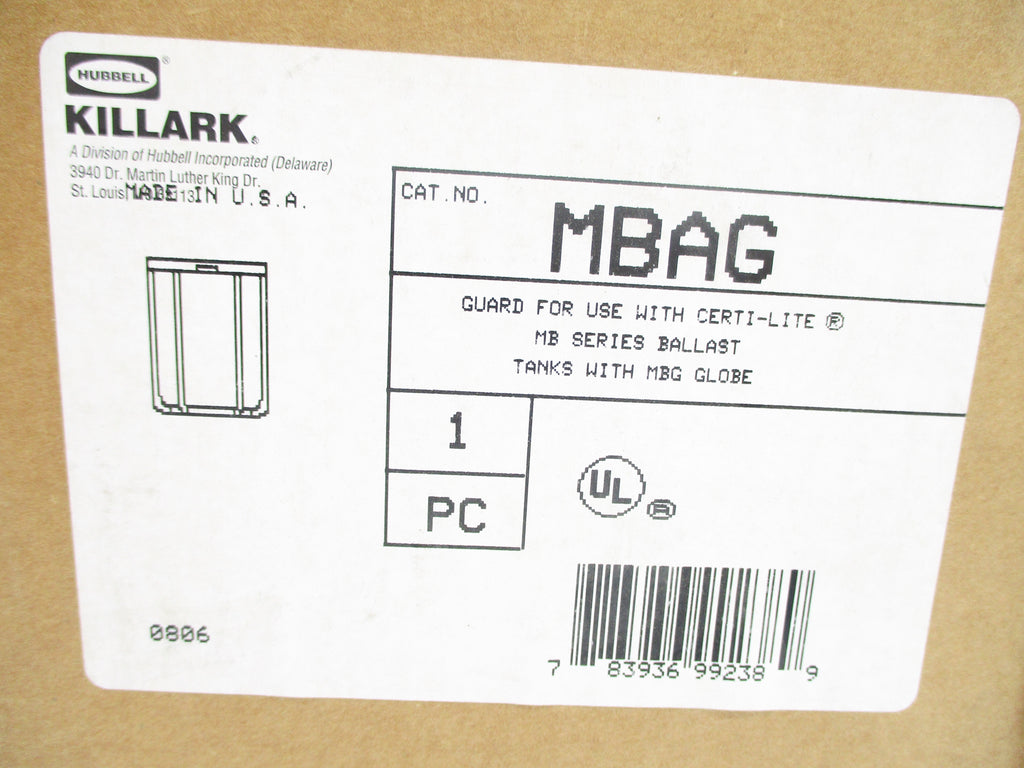 HUBBELL®
KILLARK®
A Division of Hubbell Incorporated (Delaware)
3940 Dr. Martin Luther King Dr.
St. Louis
MADE IN U.S.A.
CAT.NO.
MBAG
GUARD FOR USE WITH CERTI-LITE ®
MB SERIES BALLAST
TANKS WITH MBG GLOBE
1
PC
UL ®
0806
7 83936 99238 9